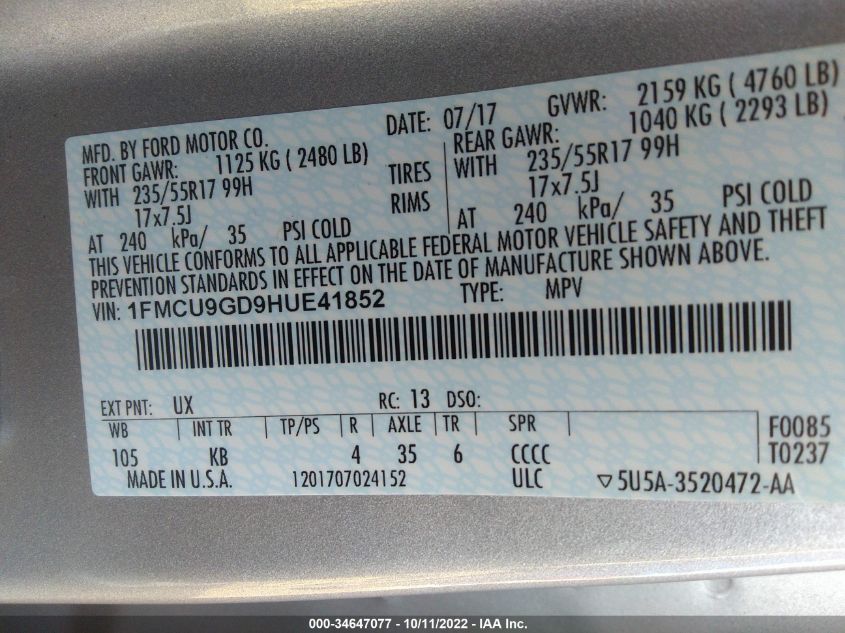 MFD. BY FORD MOTOR CO. DATE: 07/17 GVWR: 2159 KG ( 4760 LB)
FRONT GAWR: 1125 KG ( 2480 LB) REAR GAWR: 1040 KG ( 2293 LB)
WITH 235/55R17 99H TIRES WITH 235/55R17 99H
17x7.5J RIMS 17x7.5J
AT 240 kPa/ 35 PSI COLD AT 240 kPa/ 35 PSI COLD
THIS VEHICLE CONFORMS TO ALL APPLICABLE FEDERAL MOTOR VEHICLE SAFETY AND THEFT
PREVENTION STANDARDS IN EFFECT ON THE DATE OF MANUFACTURE SHOWN ABOVE.
VIN: 1FMCU9GD9HUE41852 TYPE: MPV
EXT PNT: UX RC: 13 DSO:
WB INT TR TP/PS R AXLE TR SPR F0085
105 KB 4 35 6 CCCC T0237
MADE IN U.S.A. 1201707024152 ULC ▽5U5A-3520472-AA
000-34647077 - 10/11/2022 - IAA Inc.